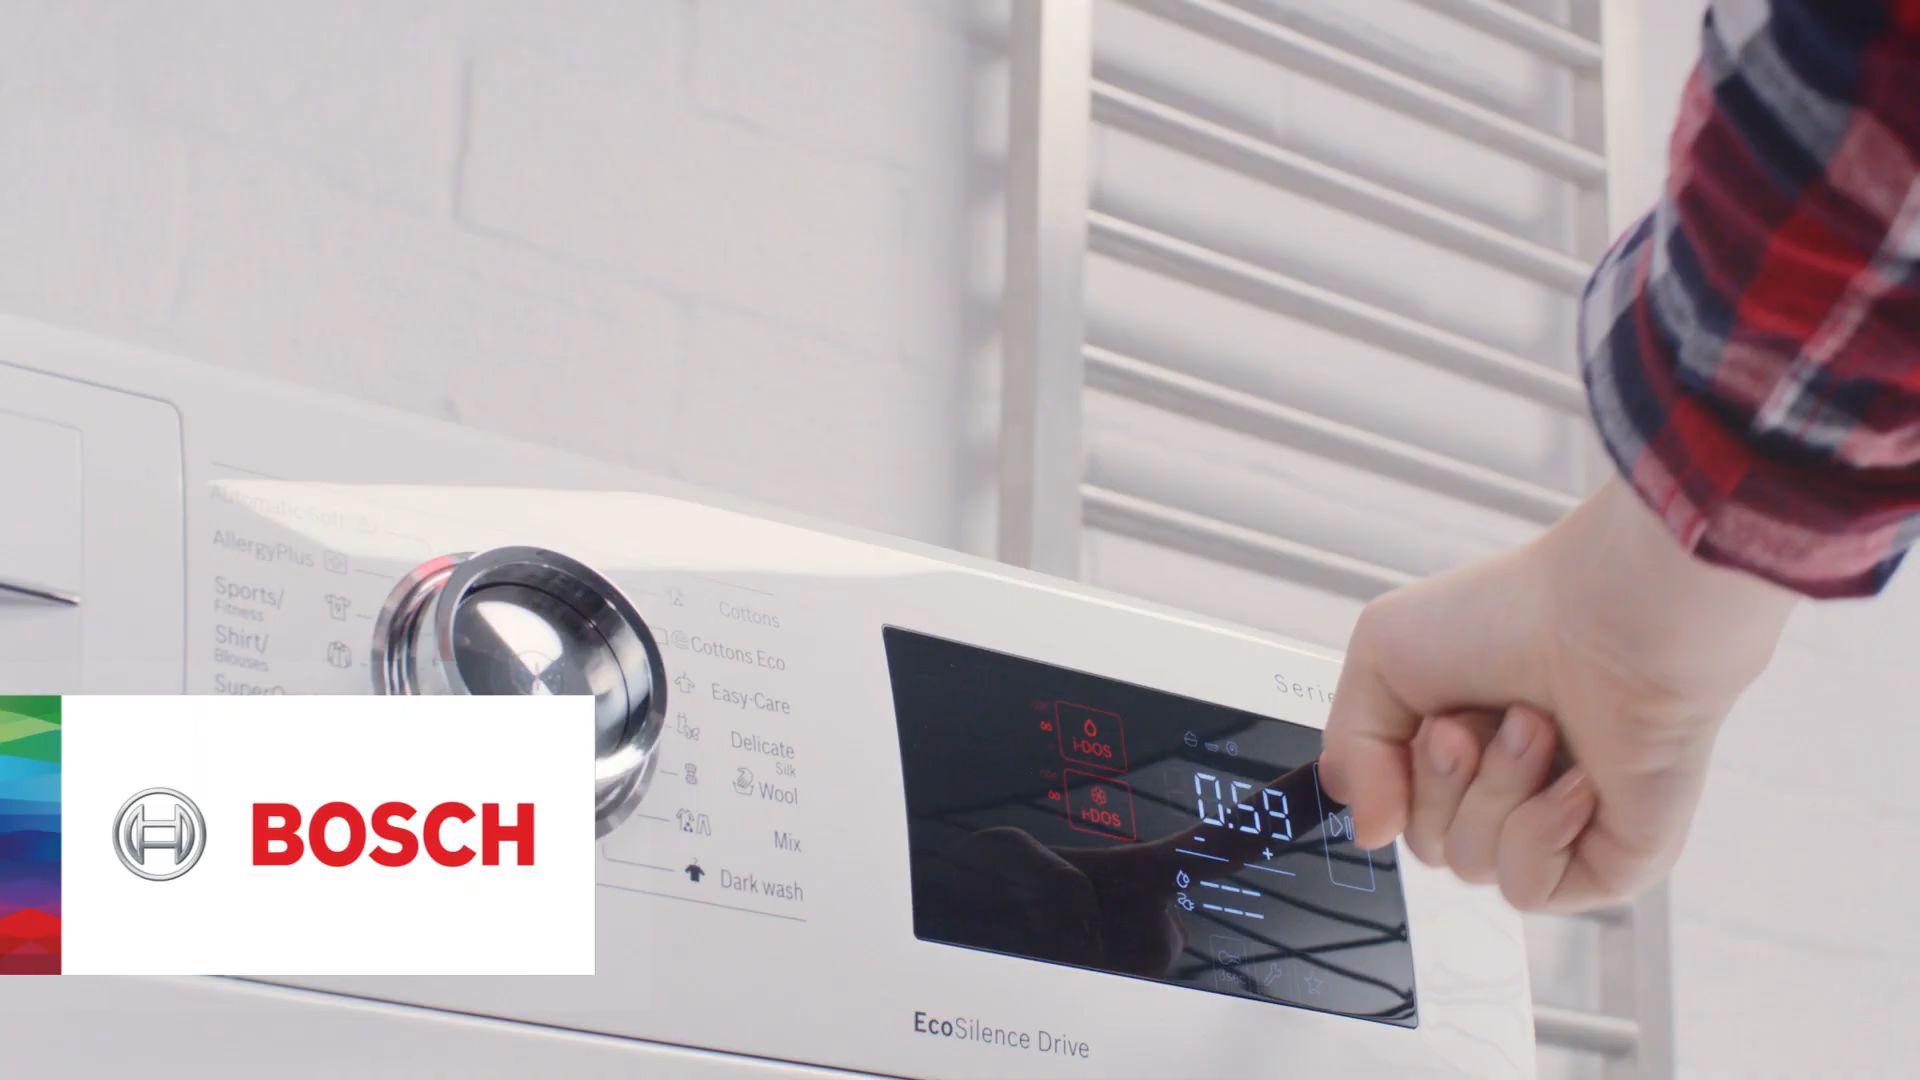 Automatic Soft
AllergyPlus
Sports/
Fitness
Shirt/
Blouses
Cottons
Cottons Eco
Easy-Care
Delicate
Silk
Wool
Mix
Dark wash
i-DOS
i-DOS
0:59
- +
3sec
EcoSilence Drive
BOSCH